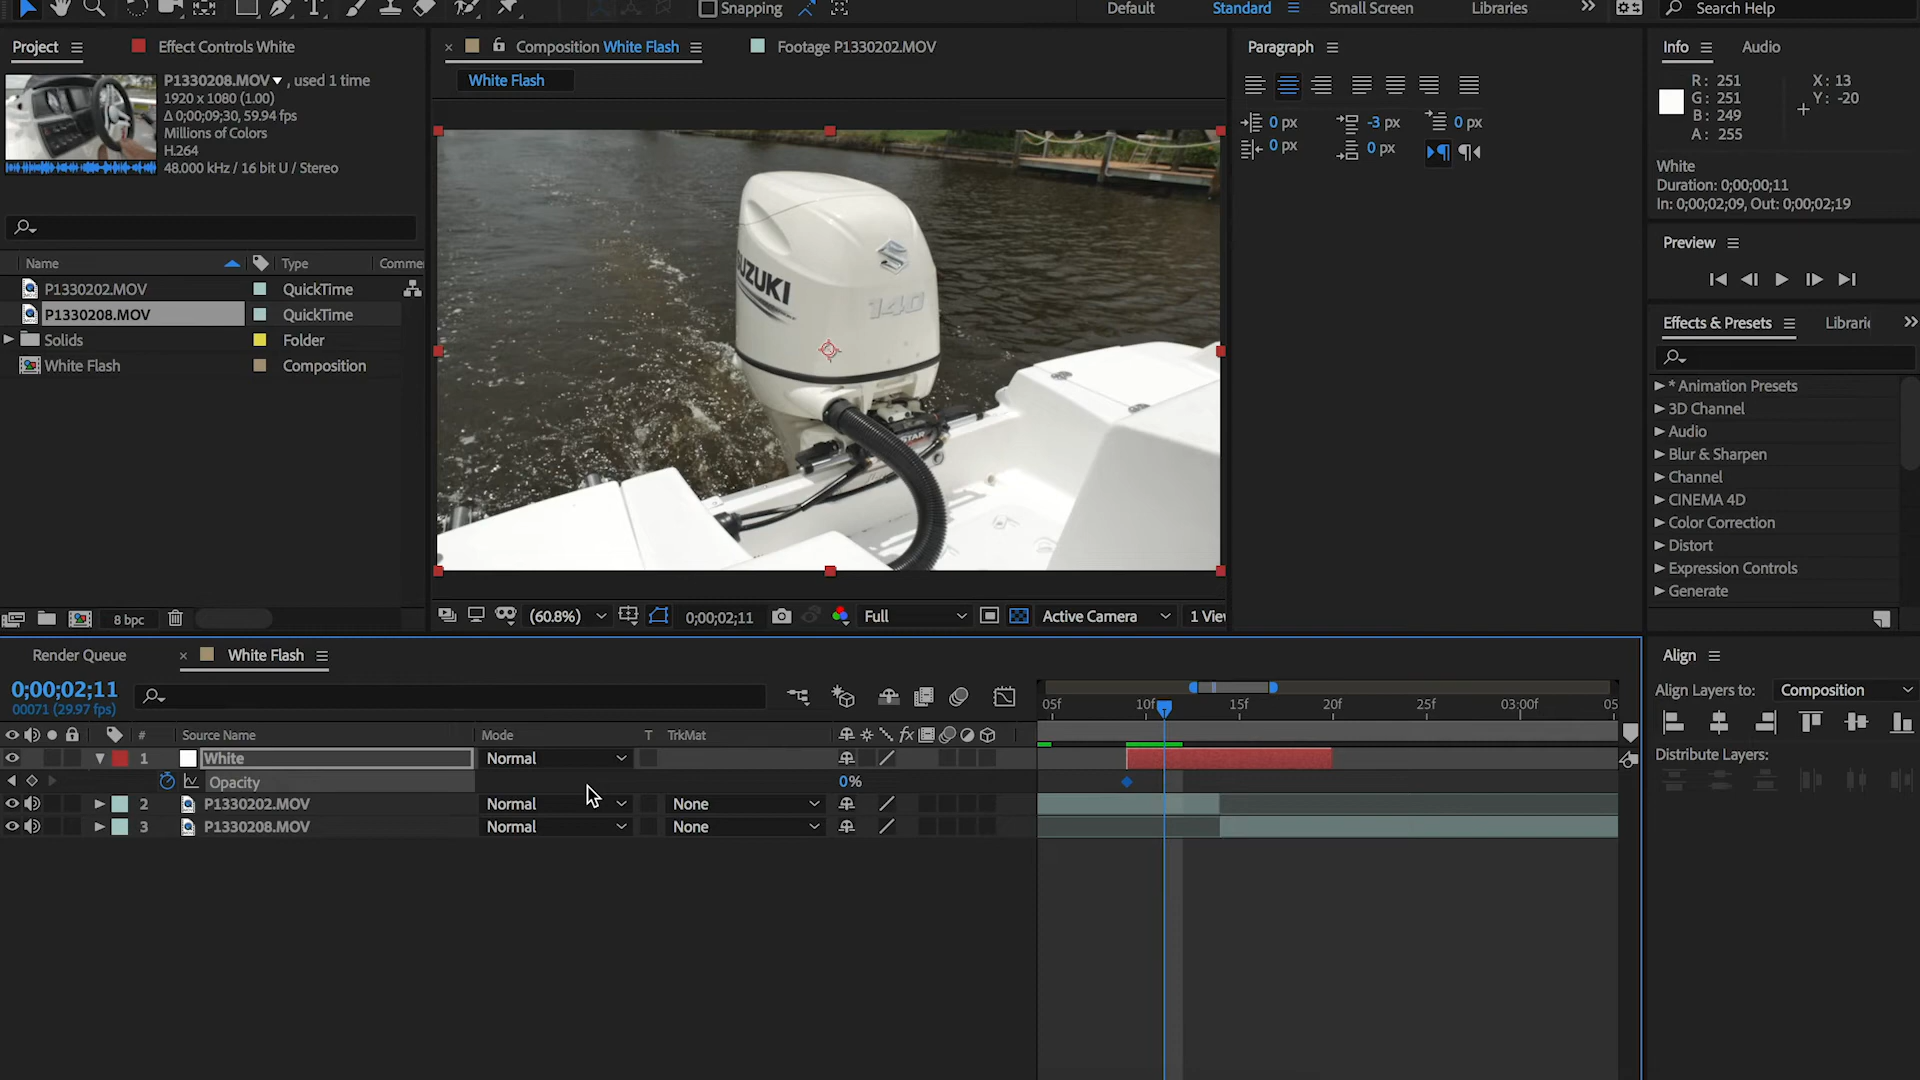 Snapping
Default
Standard
Small Screen
Libraries
Search Help
Project
Effect Controls White
Composition White Flash
Footage P1330202.MOV
Paragraph
Info
Audio
White Flash
P1330208.MOV , used 1 time
1920 x 1080 (1.00)
Δ 0;00;09;30, 59.94 fps
Millions of Colors
H.264
48.000 kHz / 16 bit U / Stereo
0 px
-3 px
0 px
0 px
0 px
R: 251
G: 251
B: 249
A: 255
X: 13
Y: -20
White
Duration: 0;00;00;11
In: 0;00;02;09, Out: 0;00;02;19
Preview
Name
Type
Comme
P1330202.MOV
QuickTime
P1330208.MOV
QuickTime
Solids
Folder
White Flash
Composition
SUZUKI
140
Effects & Presets
Librari
* Animation Presets
3D Channel
Audio
Blur & Sharpen
Channel
CINEMA 4D
Color Correction
Distort
Expression Controls
Generate
8 bpc
(60.8%)
0;00;02;11
Full
Active Camera
1 Viev
Render Queue
White Flash
Align
0;00;02;11
00071 (29.97 fps)
Align Layers to:
Composition
05f
10f
15f
20f
25f
03:00f
05
#
Source Name
Mode
T
TrkMat
fx
Distribute Layers:
1
White
Normal
Opacity
0%
2
P1330202.MOV
Normal
None
3
P1330208.MOV
Normal
None